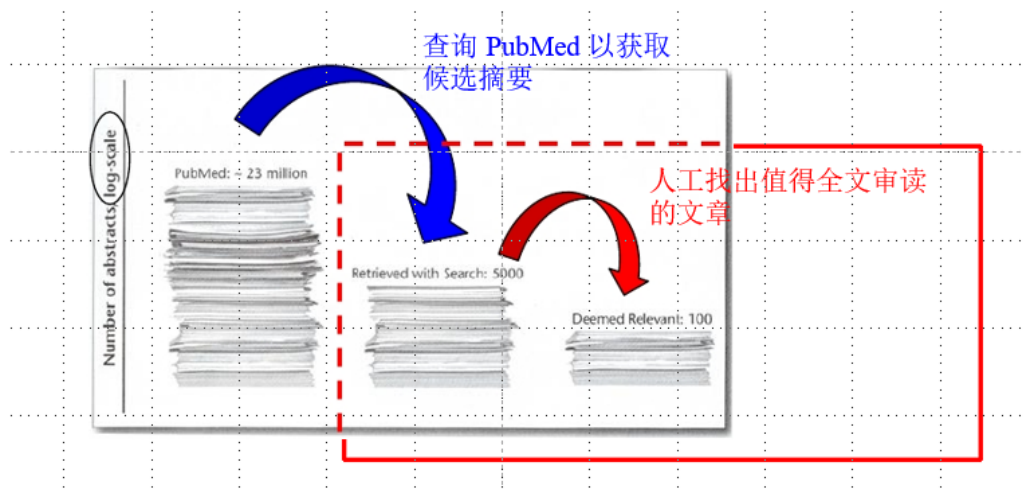 查询 PubMed 以获取
候选摘要
Number of abstracts, log-scale
PubMed: ~ 23 million
人工找出值得全文审读
的文章
Retrieved with Search: 5000
Deemed Relevant: 100